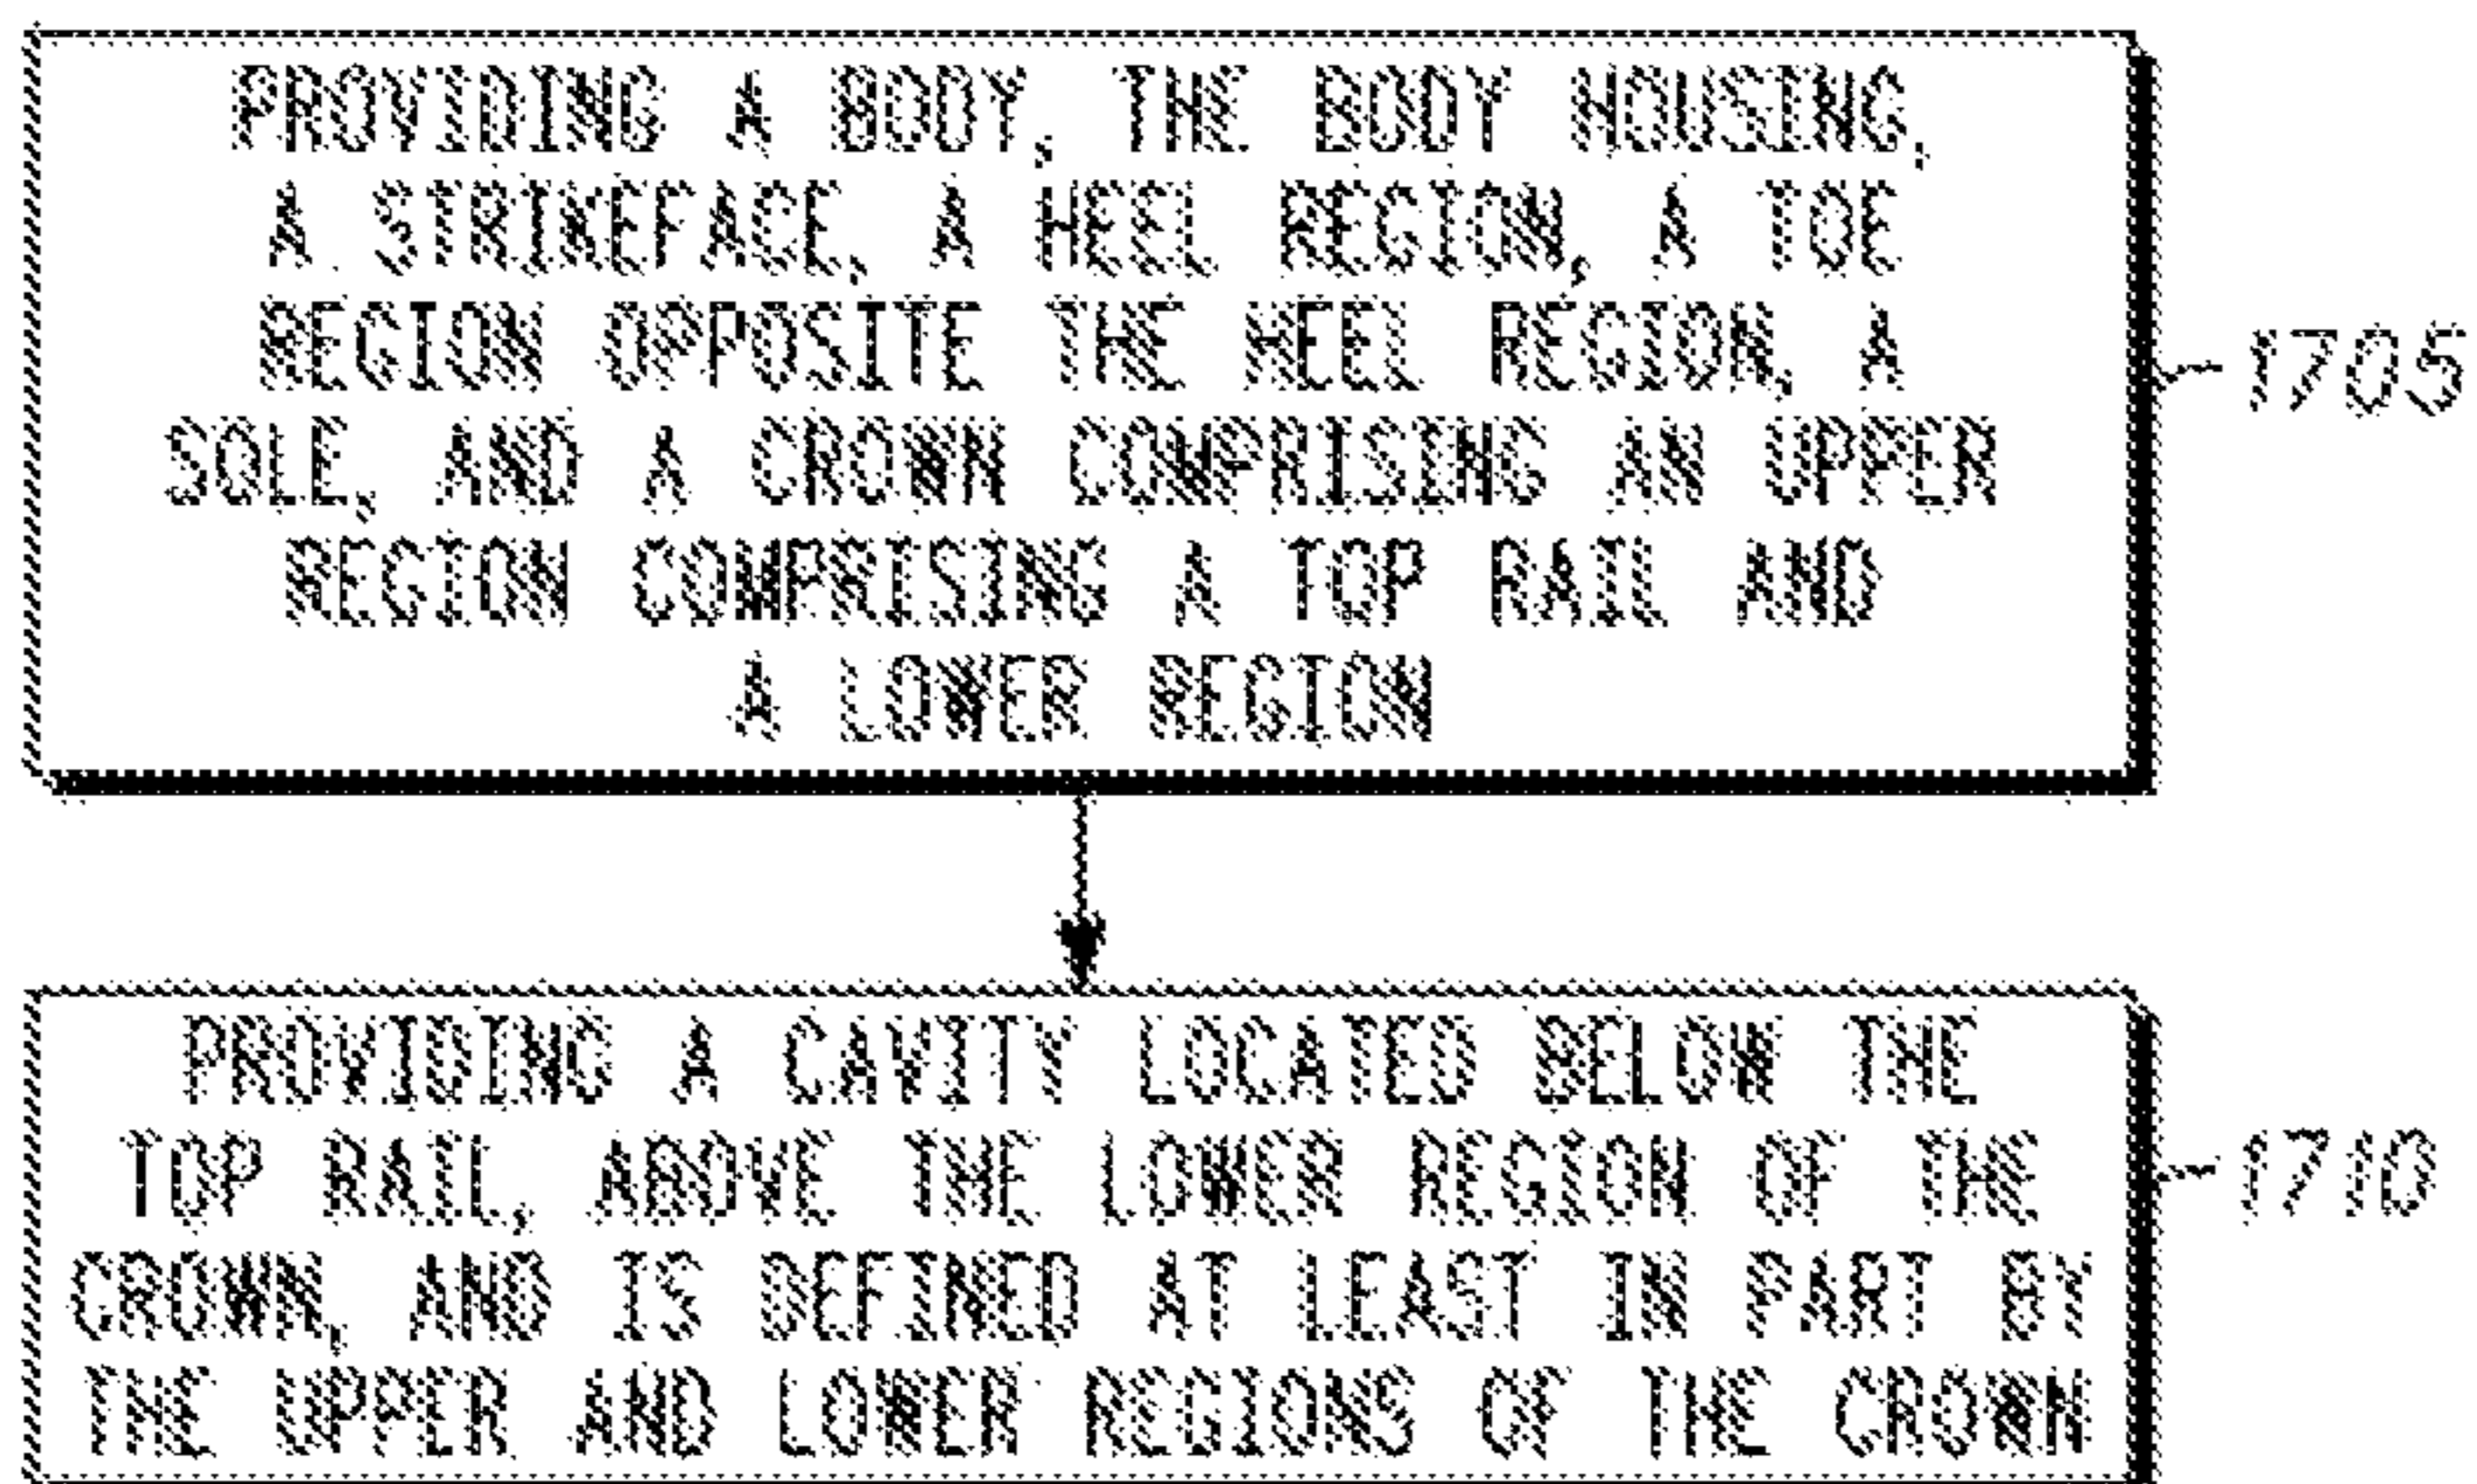 PROVIDING A BODY, THE BODY HOUSING,
A STRIKEFACE, A HEEL REGION, A TOE
REGION OPPOSITE THE HEEL REGION, A
SOLE, AND A CROWN COMPRISING AN UPPER
REGION COMPRISING A TOP RAIL AND
A LOWER REGION
1705
PROVIDING A CAVITY LOCATED BELOW THE
TOP RAIL, ABOVE THE LOWER REGION OF THE
CROWN, AND IS DEFINED AT LEAST IN PART BY
THE UPPER AND LOWER REGIONS OF THE CROWN
1710